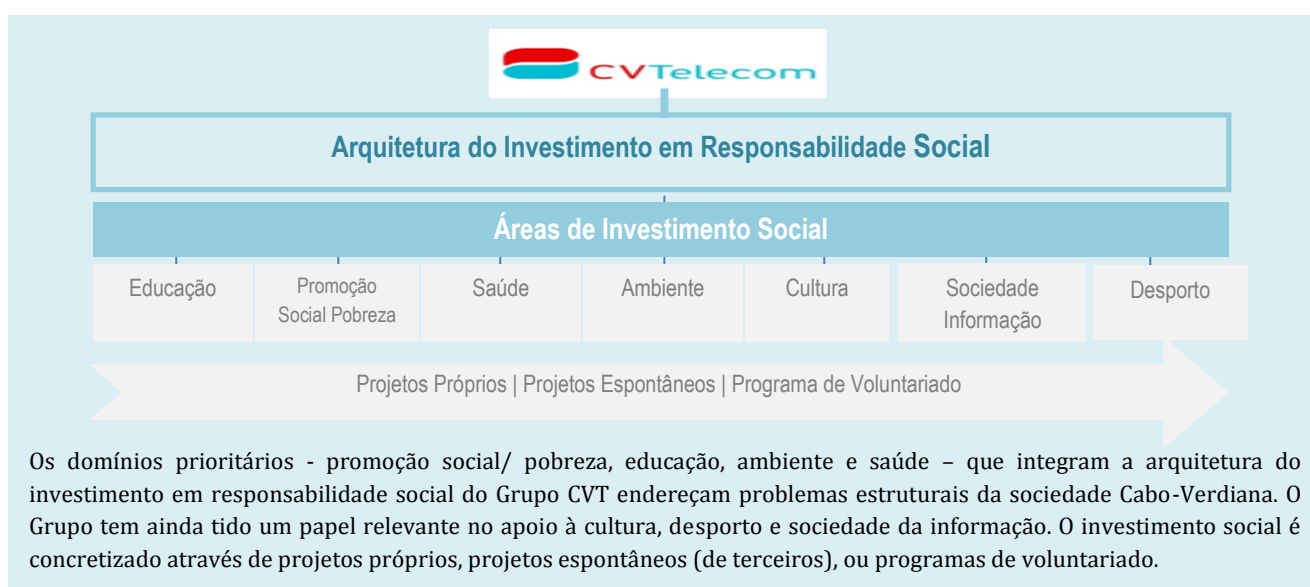 CVTelecom
Arquitetura do Investimento em Responsabilidade Social
Áreas de Investimento Social
Educação
Promoção
Social Pobreza
Saúde
Ambiente
Cultura
Sociedade
Informação
Desporto
Projetos Próprios | Projetos Espontâneos | Programa de Voluntariado
Os domínios prioritários - promoção social/ pobreza, educação, ambiente e saúde – que integram a arquitetura do
investimento em responsabilidade social do Grupo CVT endereçam problemas estruturais da sociedade Cabo-Verdiana. O
Grupo tem ainda tido um papel relevante no apoio à cultura, desporto e sociedade da informação. O investimento social é
concretizado através de projetos próprios, projetos espontâneos (de terceiros), ou programas de voluntariado.